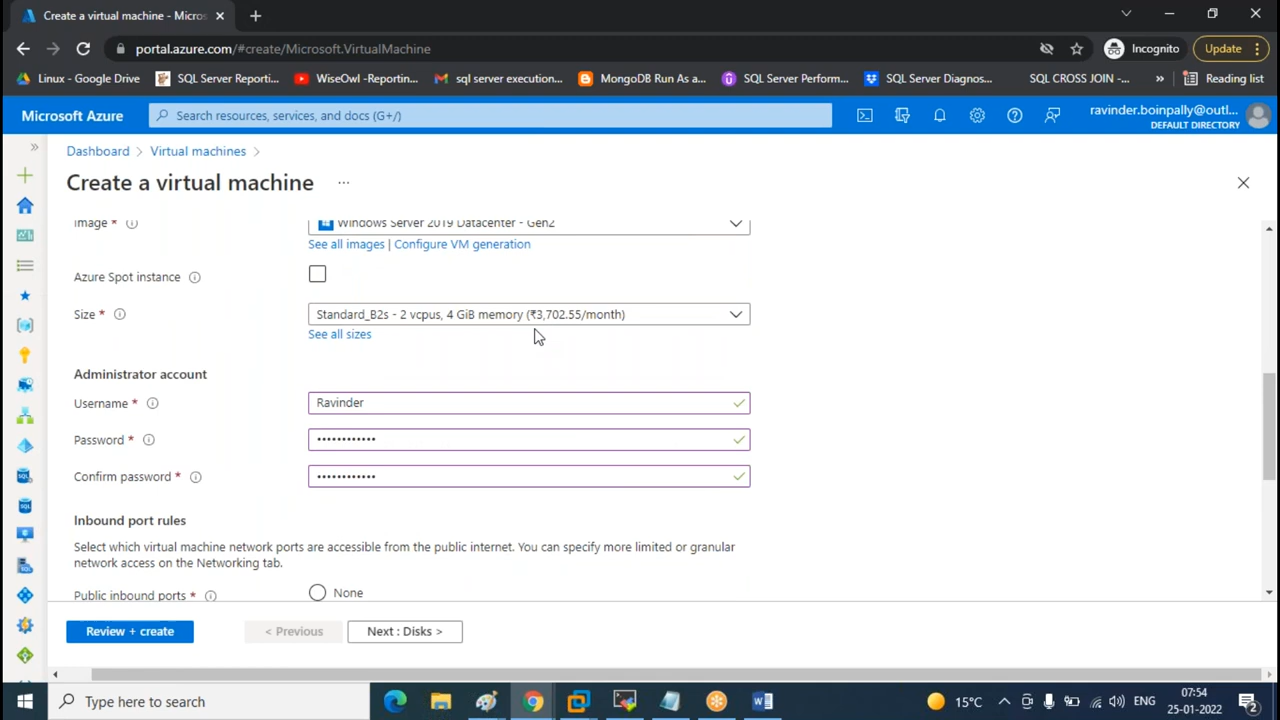 Create a virtual machine - Micros
portal.azure.com/#create/Microsoft.VirtualMachine
Incognito
Update
Linux - Google Drive
SQL Server Reporti...
WiseOwl -Reportin...
sql server execution...
MongoDB Run As a...
SQL Server Perform...
SQL Server Diagnos...
SQL CROSS JOIN -...
»
Reading list
Microsoft Azure
Search resources, services, and docs (G+/)
ravinder.boinpally@outl...
DEFAULT DIRECTORY
Dashboard > Virtual machines >
Create a virtual machine ...
Image *
Windows Server 2019 Datacenter - Gen2
See all images | Configure VM generation
Azure Spot instance
Size *
Standard_B2s - 2 vcpus, 4 GiB memory (₹3,702.55/month)
See all sizes
Administrator account
Username *
Ravinder
Password *
••••••••••••
Confirm password *
••••••••••••
Inbound port rules
Select which virtual machine network ports are accessible from the public internet. You can specify more limited or granular
network access on the Networking tab.
Public inbound ports *
None
Review + create
< Previous
Next : Disks >
Type here to search
15°C
ENG
07:54
25-01-2022
2